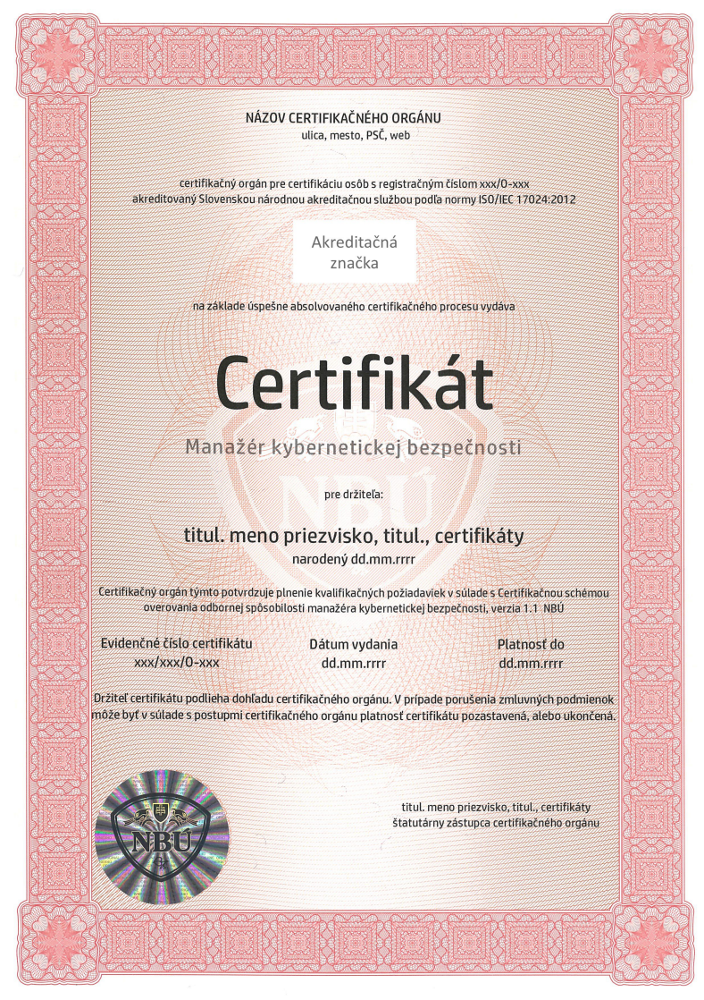 NÁZOV CERTIFIKAČNÉHO ORGÁNU
ulica, mesto, PSČ, web
certifikačný orgán pre certifikáciu osôb s registračným číslom xxx/O-xxx
akreditovaný Slovenskou národnou akreditačnou službou podľa normy ISO/IEC 17024:2012
Akreditačná
značka
na základe úspešne absolvovaného certifikačného procesu vydáva
Certifikát
Manažér kybernetickej bezpečnosti
NBÚ
pre držiteľa:
titul. meno priezvisko, titul., certifikáty
narodený dd.mm.rrrr
Certifikačný orgán týmto potvrdzuje plnenie kvalifikačných požiadaviek v súlade s Certifikačnou schémou
overovania odbornej spôsobilosti manažéra kybernetickej bezpečnosti, verzia 1.1 NBÚ
Evidenčné číslo certifikátu
xxx/xxx/O-xxx
Dátum vydania
dd.mm.rrrr
Platnosť do
dd.mm.rrrr
Držiteľ certifikátu podlieha dohľadu certifikačného orgánu. V prípade porušenia zmluvných podmienok
môže byť v súlade s postupmi certifikačného orgánu platnosť certifikátu pozastavená, alebo ukončená.
NBÚ
titul. meno priezvisko, titul., certifikáty
štatutárny zástupca certifikačného orgánu